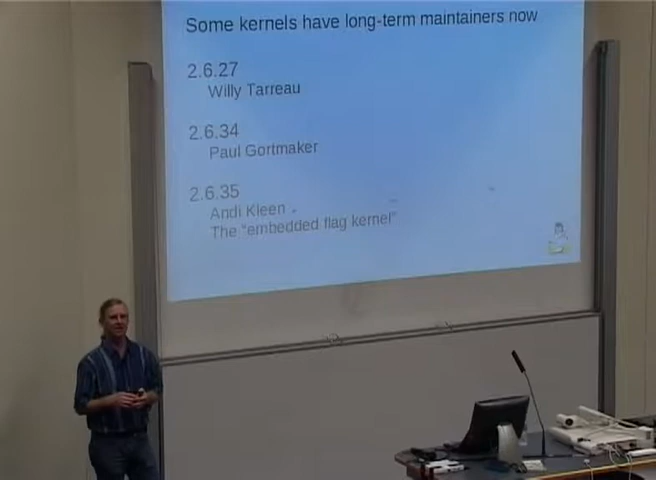 Some kernels have long-term maintainers now
2.6.27
Willy Tarreau
2.6.34
Paul Gortmaker
2.6.35
Andi Kleen
The "embedded flag kernel"